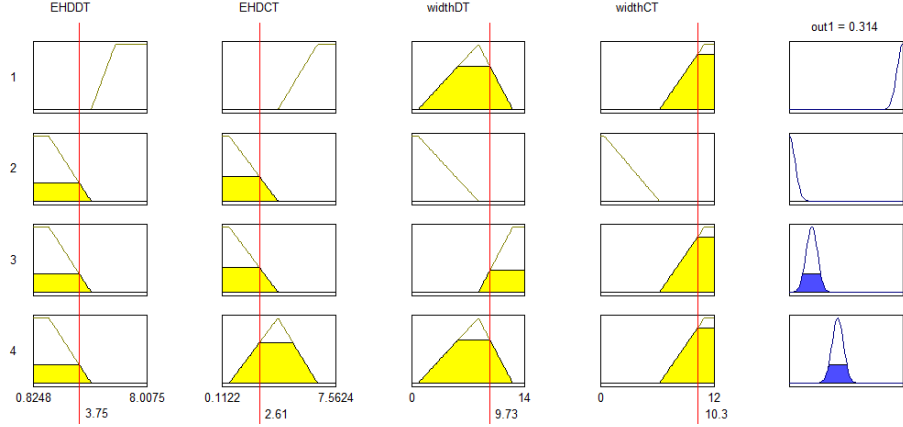 EHDDT EHDCT widthDT widthCT
out1 = 0.314
1
2
3
4
0.8248 8.0075 0.1122 7.5624 0 14 0 12
3.75 2.61 9.73 10.3